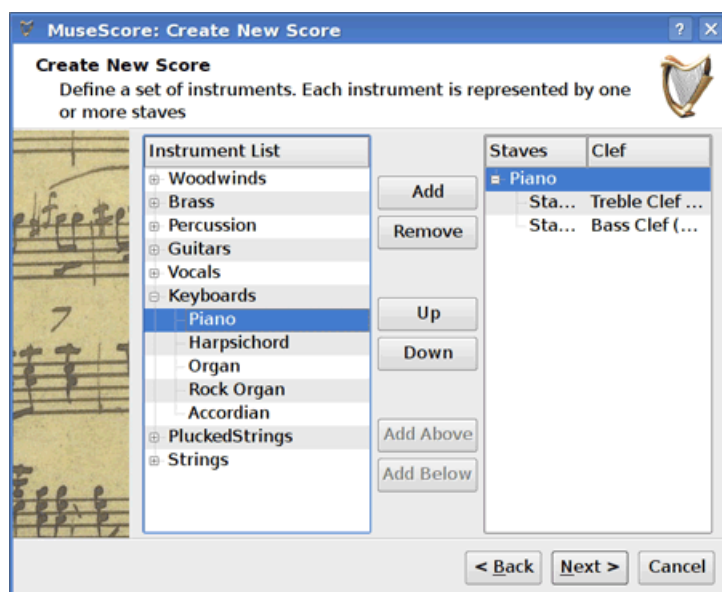 MuseScore: Create New Score
Create New Score
Define a set of instruments. Each instrument is represented by one
or more staves
Instrument List
Woodwinds
Brass
Percussion
Guitars
Vocals
Keyboards
Piano
Harpsichord
Organ
Rock Organ
Accordian
PluckedStrings
Strings
Add
Remove
Up
Down
Add Above
Add Below
Staves Clef
Piano
Sta... Treble Clef ...
Sta... Bass Clef (...
< Back Next > Cancel